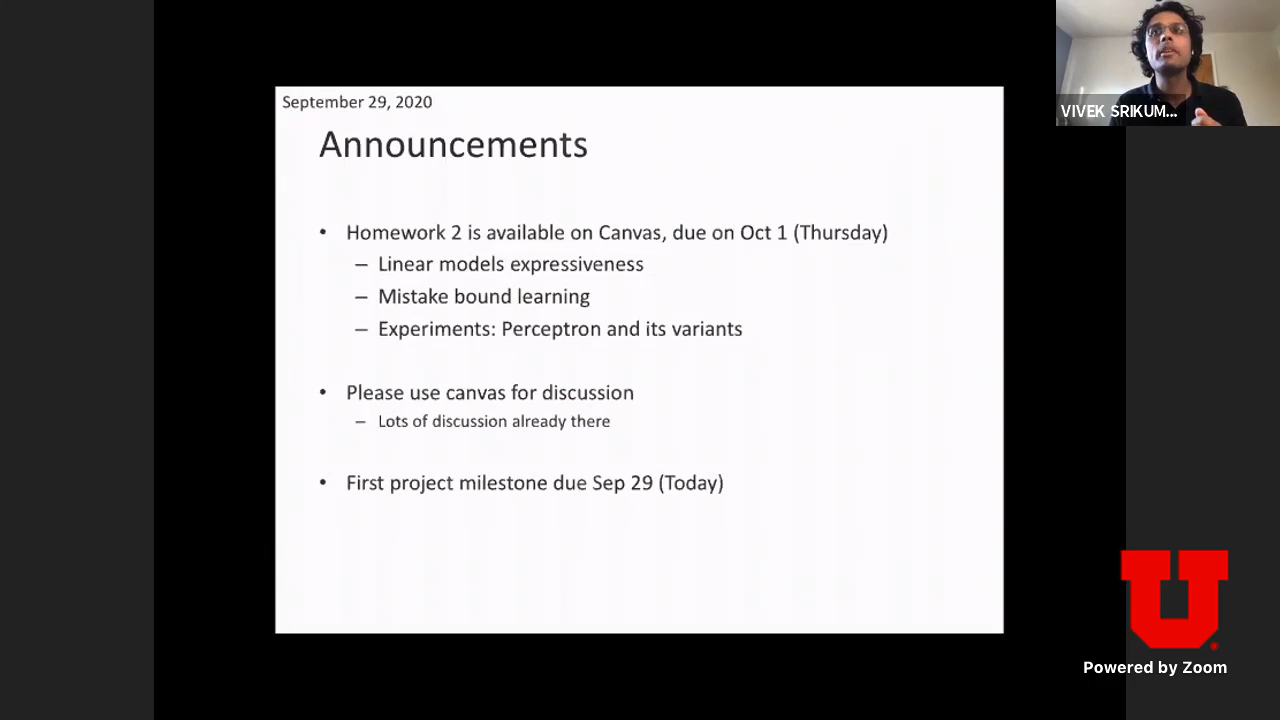 September 29, 2020
Announcements
• Homework 2 is available on Canvas, due on Oct 1 (Thursday)
– Linear models expressiveness
– Mistake bound learning
– Experiments: Perceptron and its variants
• Please use canvas for discussion
– Lots of discussion already there
• First project milestone due Sep 29 (Today)
VIVEK SRIKUM...
U
Powered by Zoom